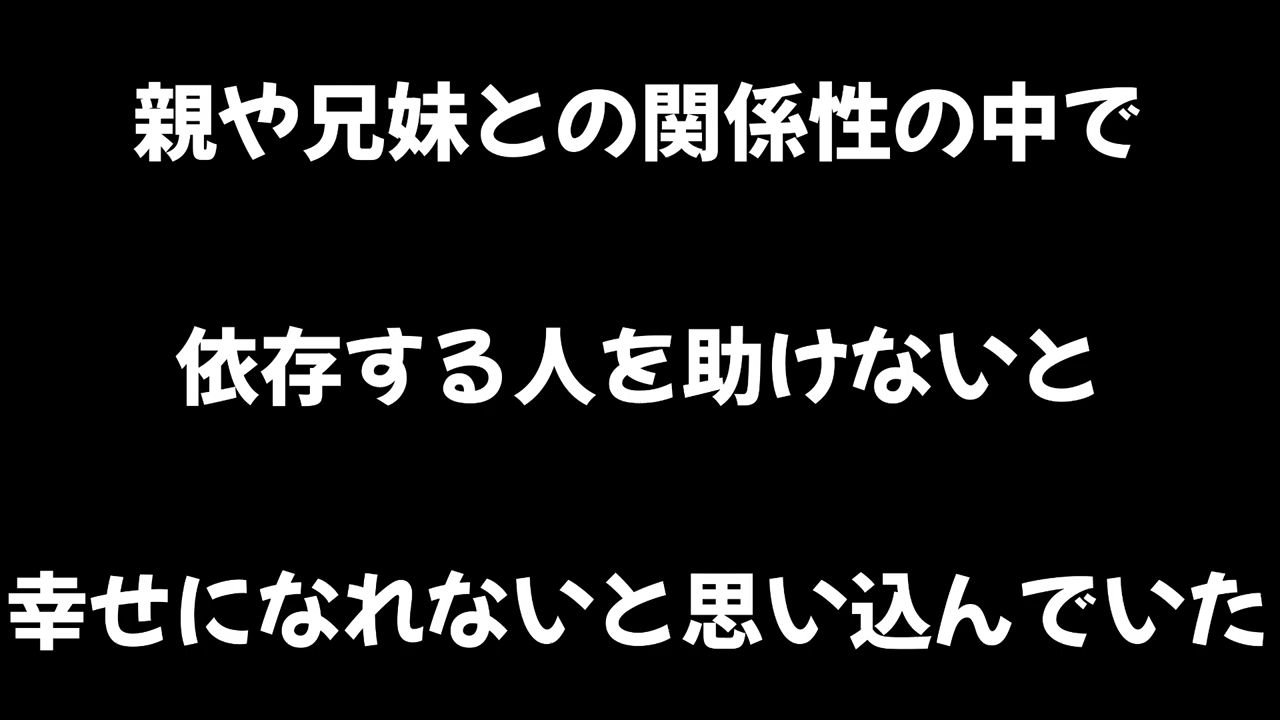 親や兄妹との関係性の中で
依存する人を助けないと
幸せになれないと思い込んでいた